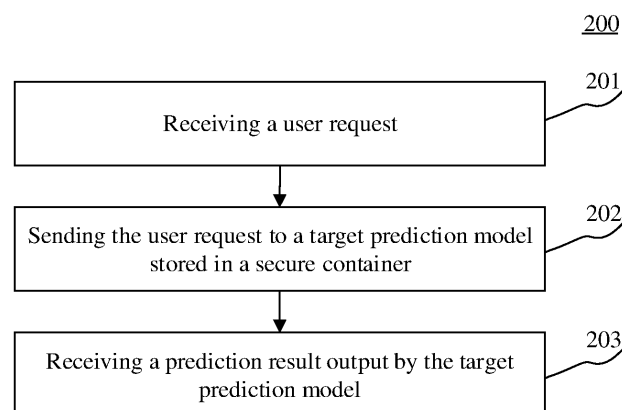 200
201
Receiving a user request
202
Sending the user request to a target prediction model
stored in a secure container
203
Receiving a prediction result output by the target
prediction model